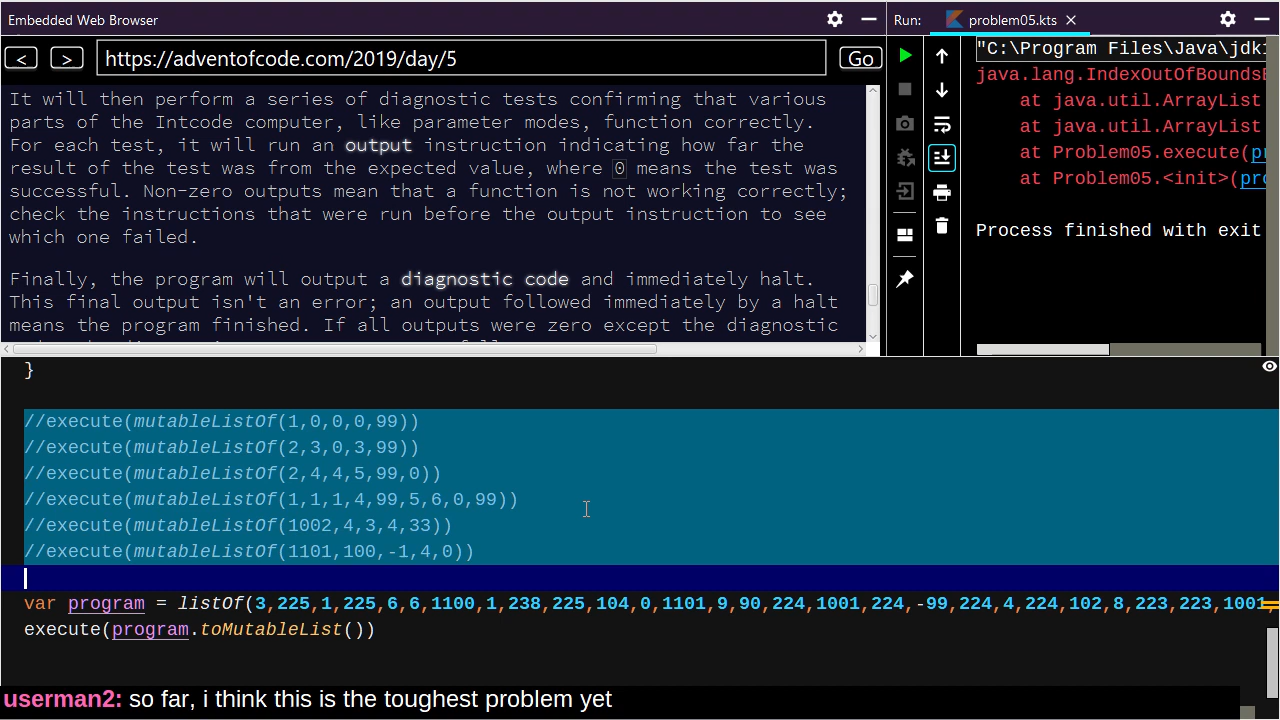 Embedded Web Browser
Run: problem05.kts
< > https://adventofcode.com/2019/day/5 Go
It will then perform a series of diagnostic tests confirming that various
parts of the Intcode computer, like parameter modes, function correctly.
For each test, it will run an output instruction indicating how far the
result of the test was from the expected value, where 0 means the test was
successful. Non-zero outputs mean that a function is not working correctly;
check the instructions that were run before the output instruction to see
which one failed.
Finally, the program will output a diagnostic code and immediately halt.
This final output isn't an error; an output followed immediately by a halt
means the program finished. If all outputs were zero except the diagnostic
"C:\Program Files\Java\jdk1
java.lang.IndexOutOfBoundsE
at java.util.ArrayList
at java.util.ArrayList
at Problem05.execute(pr
at Problem05.<init>(pro
Process finished with exit
}
//execute(mutableListOf(1,0,0,0,99))
//execute(mutableListOf(2,3,0,3,99))
//execute(mutableListOf(2,4,4,5,99,0))
//execute(mutableListOf(1,1,1,4,99,5,6,0,99))
//execute(mutableListOf(1002,4,3,4,33))
//execute(mutableListOf(1101,100,-1,4,0))
var program = listOf(3,225,1,225,6,6,1100,1,238,225,104,0,1101,9,90,224,1001,224,-99,224,4,224,102,8,223,223,1001,
execute(program.toMutableList())
userman2: so far, i think this is the toughest problem yet